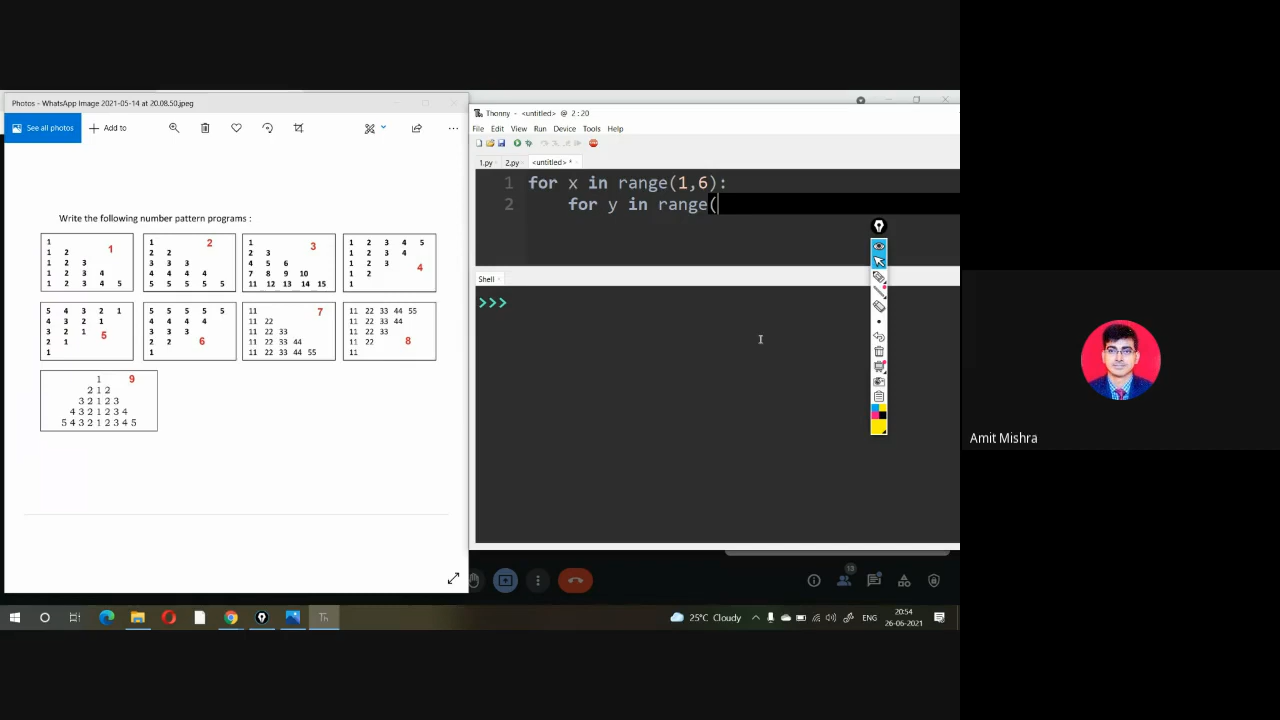 Photos - WhatsApp Image 2021-05-14 at 20.08.50.jpeg
See all photos
Add to
Write the following number pattern programs :
1
1 2
1 2 3
1 2 3 4
1 2 3 4 5
1
1
2 2
3 3 3
4 4 4 4
5 5 5 5 5
2
1
2 3
4 5 6
7 8 9 10
11 12 13 14 15
3
1 2 3 4 5
1 2 3 4
1 2 3
1 2
1
4
5 4 3 2 1
4 3 2 1
3 2 1
2 1
1
5
5 5 5 5 5
4 4 4 4
3 3 3
2 2
1
6
11
11 22
11 22 33
11 22 33 44
11 22 33 44 55
7
11 22 33 44 55
11 22 33 44
11 22 33
11 22
11
8
1
2 1 2
3 2 1 2 3
4 3 2 1 2 3 4
5 4 3 2 1 2 3 4 5
9
Thonny - <untitled> @ 2:20
File Edit View Run Device Tools Help
1.py
2.py
<untitled> *
1 for x in range(1,6):
2 for y in range(
Shell
>>>
13
Amit Mishra
25°C Cloudy
ENG
20:54
26-06-2021